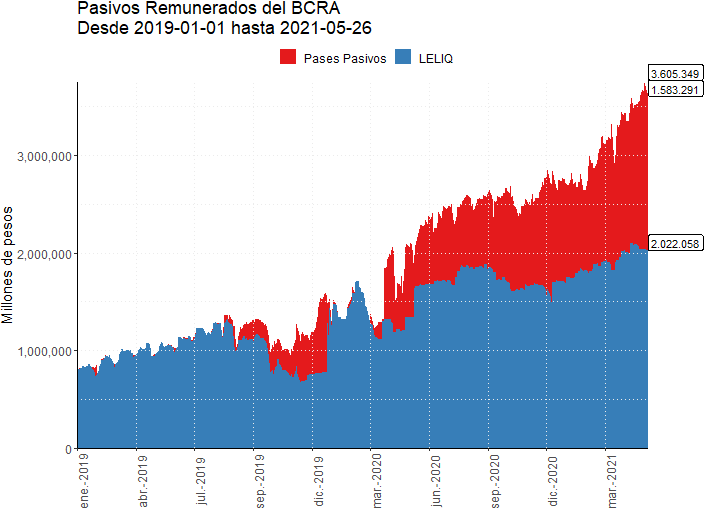 Pasivos Remunerados del BCRA
Desde 2019-01-01 hasta 2021-05-26
Pases Pasivos
LELIQ
3.605.349
1.583.291
2.022.058
Millones de pesos
3,000,000
2,000,000
1,000,000
0
ene.-2019
abr.-2019
jul.-2019
sep.-2019
dic.-2019
mar.-2020
jun.-2020
sep.-2020
dic.-2020
mar.-2021